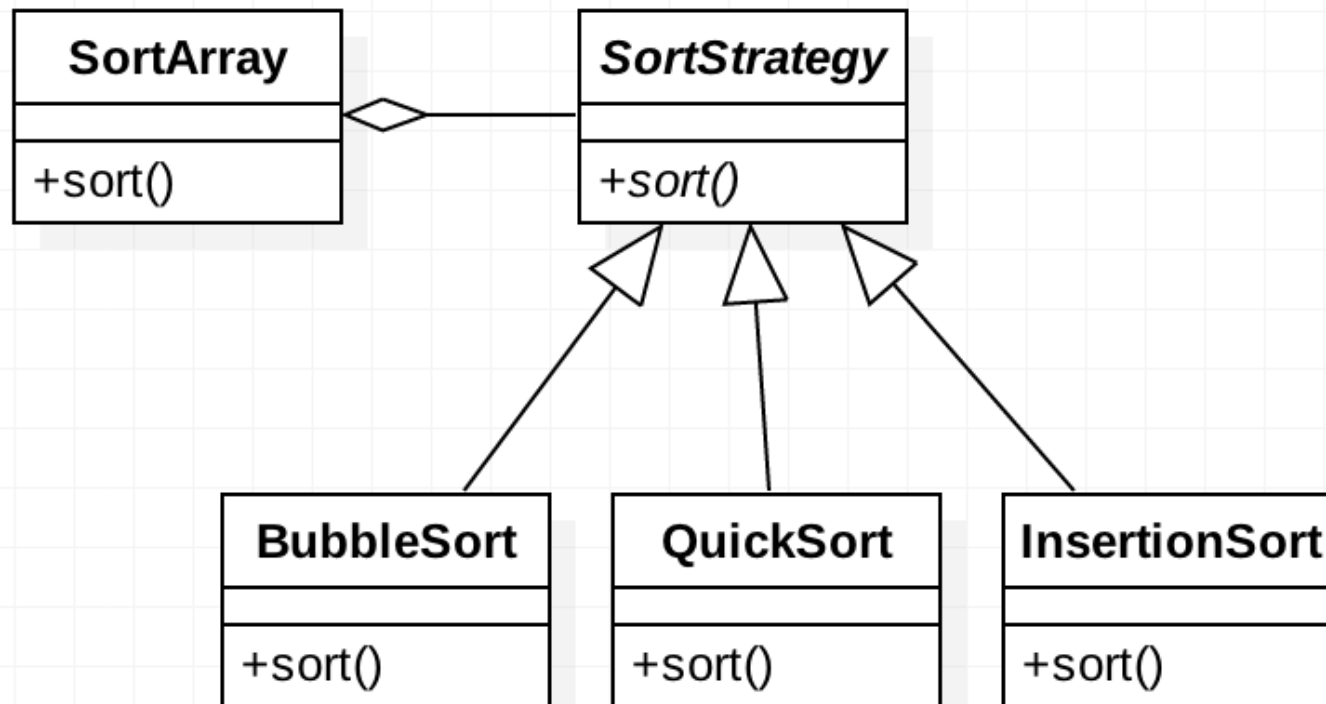 SortArray
+sort()
SortStrategy
+sort()
BubbleSort
+sort()
QuickSort
+sort()
InsertionSort
+sort()